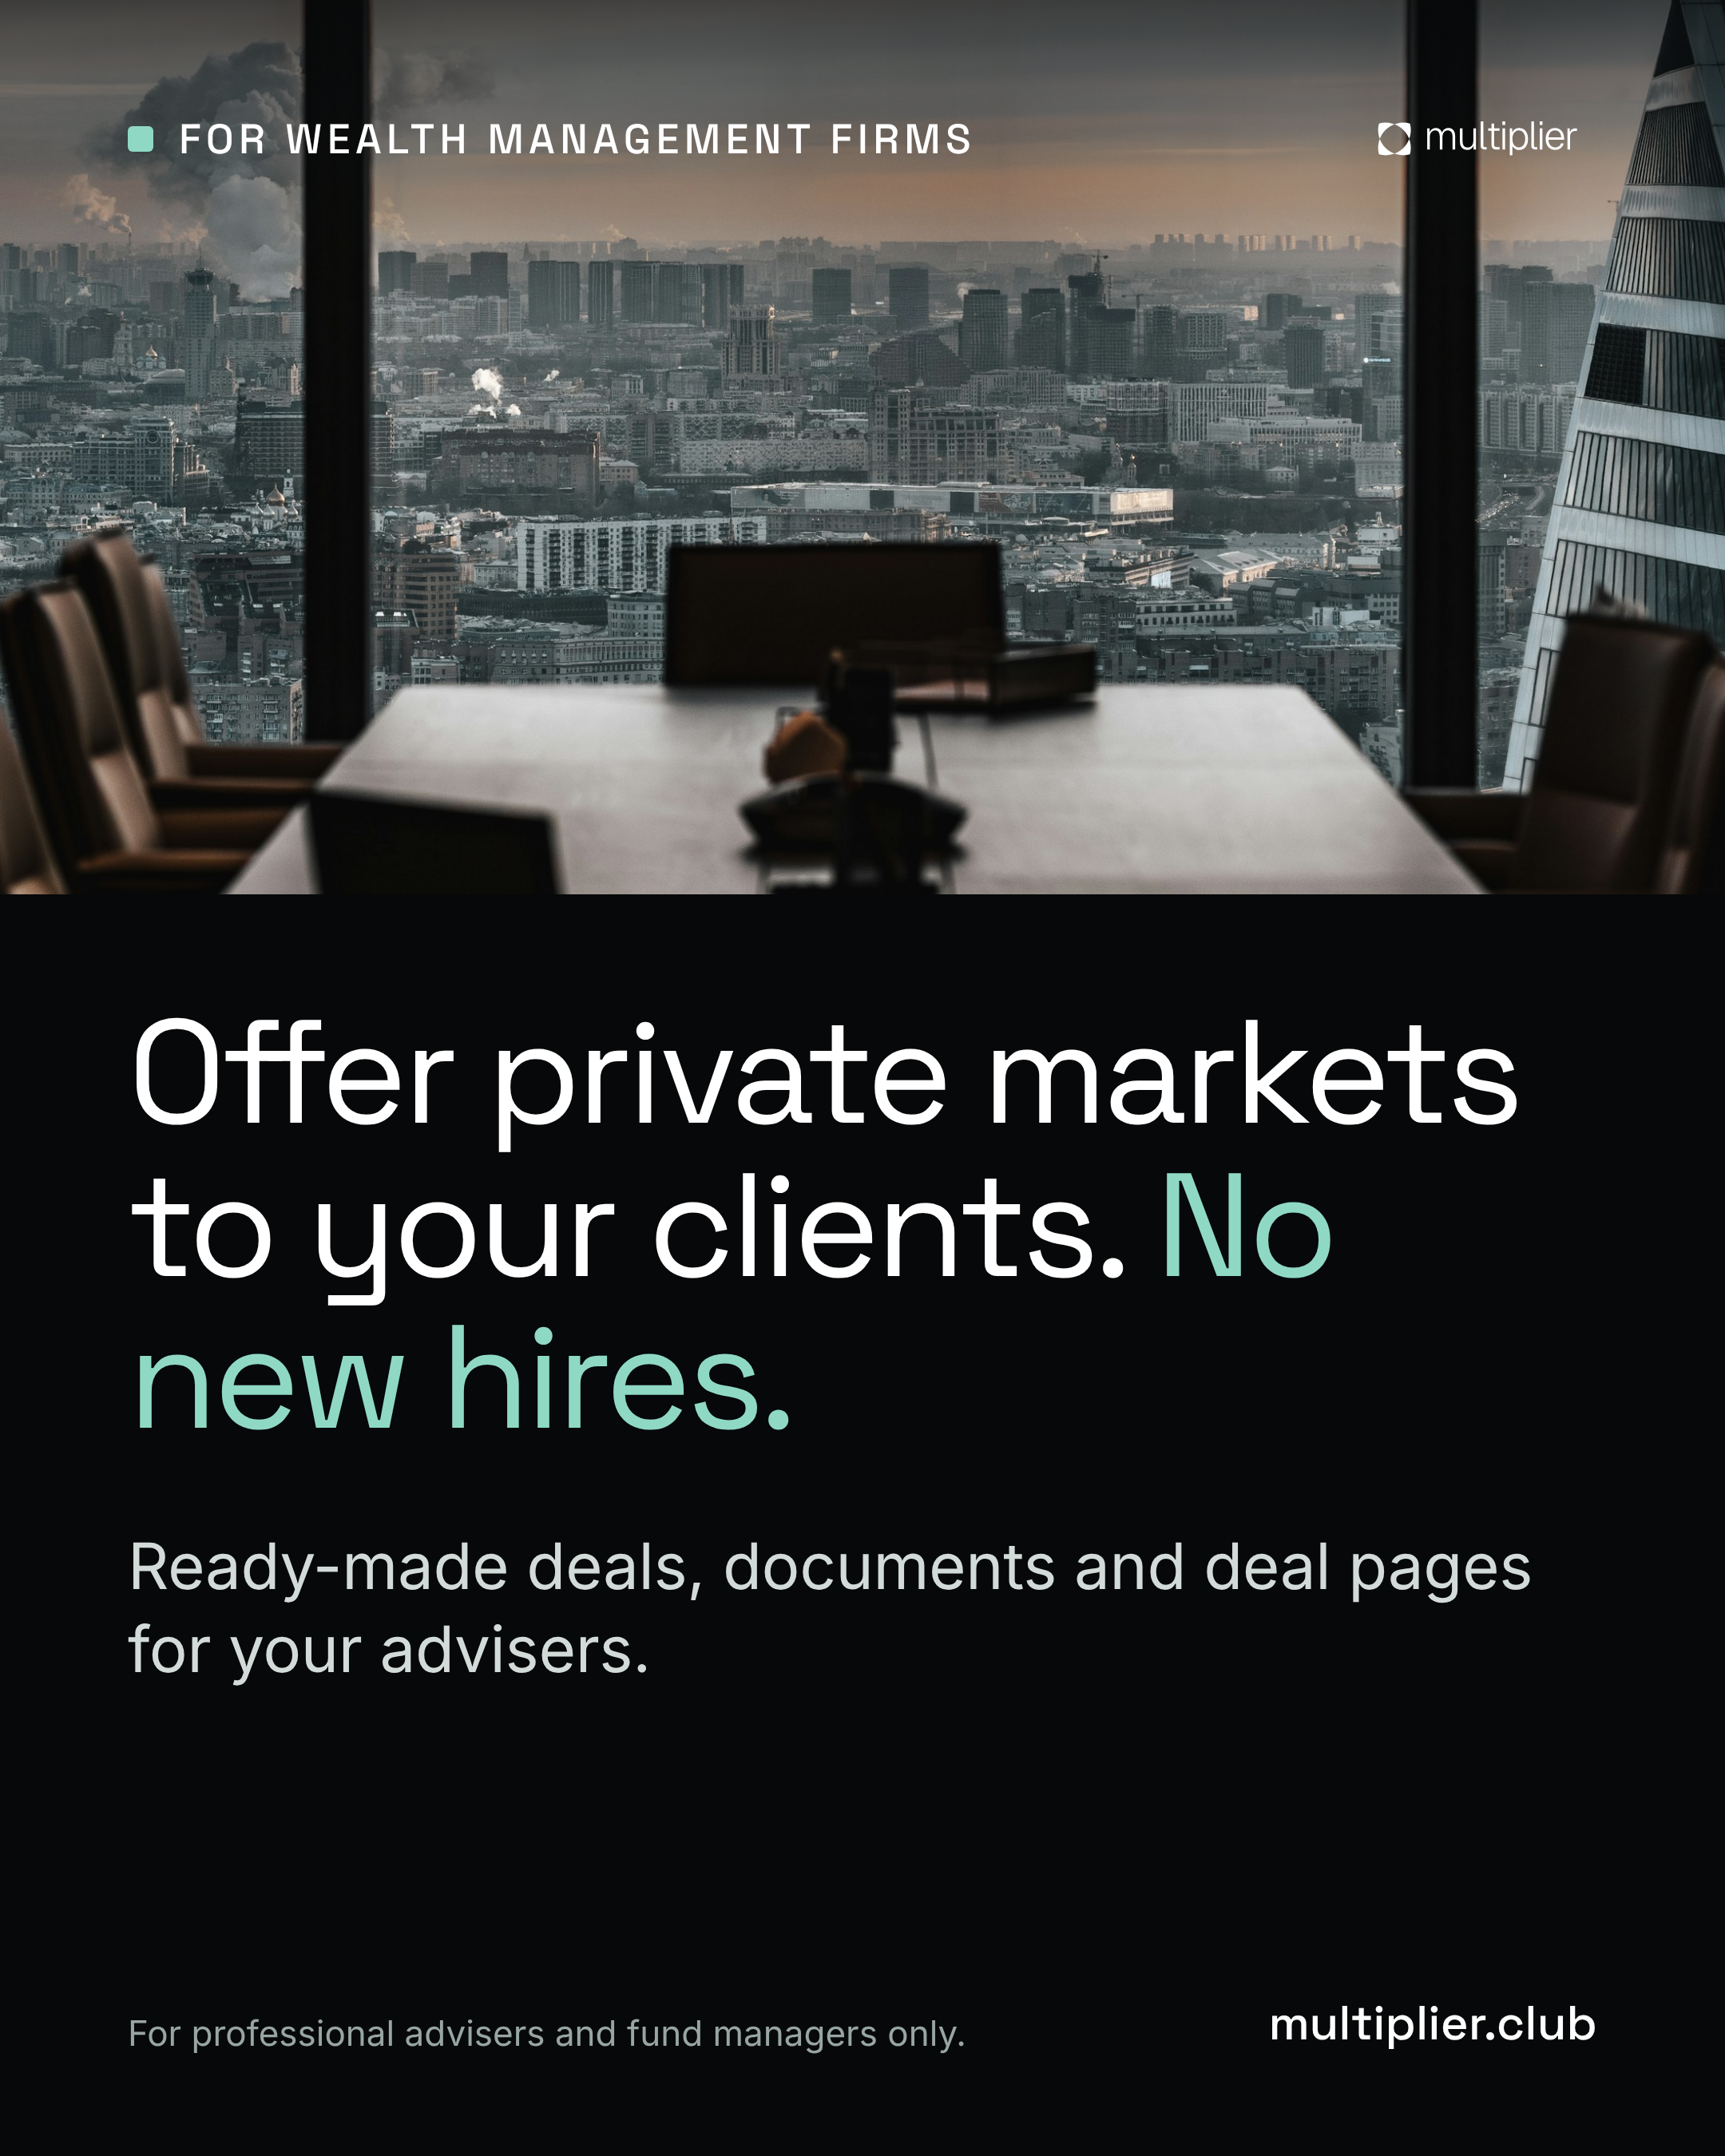 FOR WEALTH MANAGEMENT FIRMS
multiplier
Offer private markets
to your clients. No
new hires.
Ready-made deals, documents and deal pages
for your advisers.
For professional advisers and fund managers only.
multiplier.club